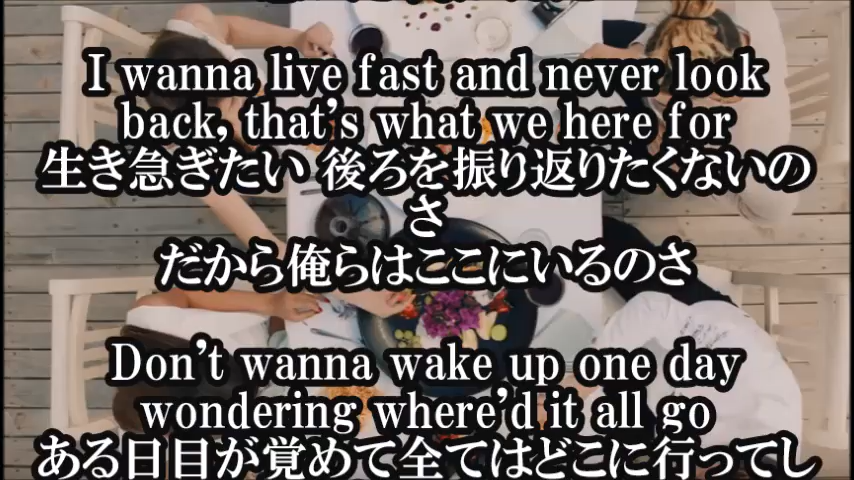 I wanna live fast and never look
back, that's what we here for
生き急ぎたい 後ろを振り返りたくないの
さ
だから俺らはここにいるのさ
Don't wanna wake up one day
wondering where'd it all go
ある日目が覚めて全てはどこに行ってし